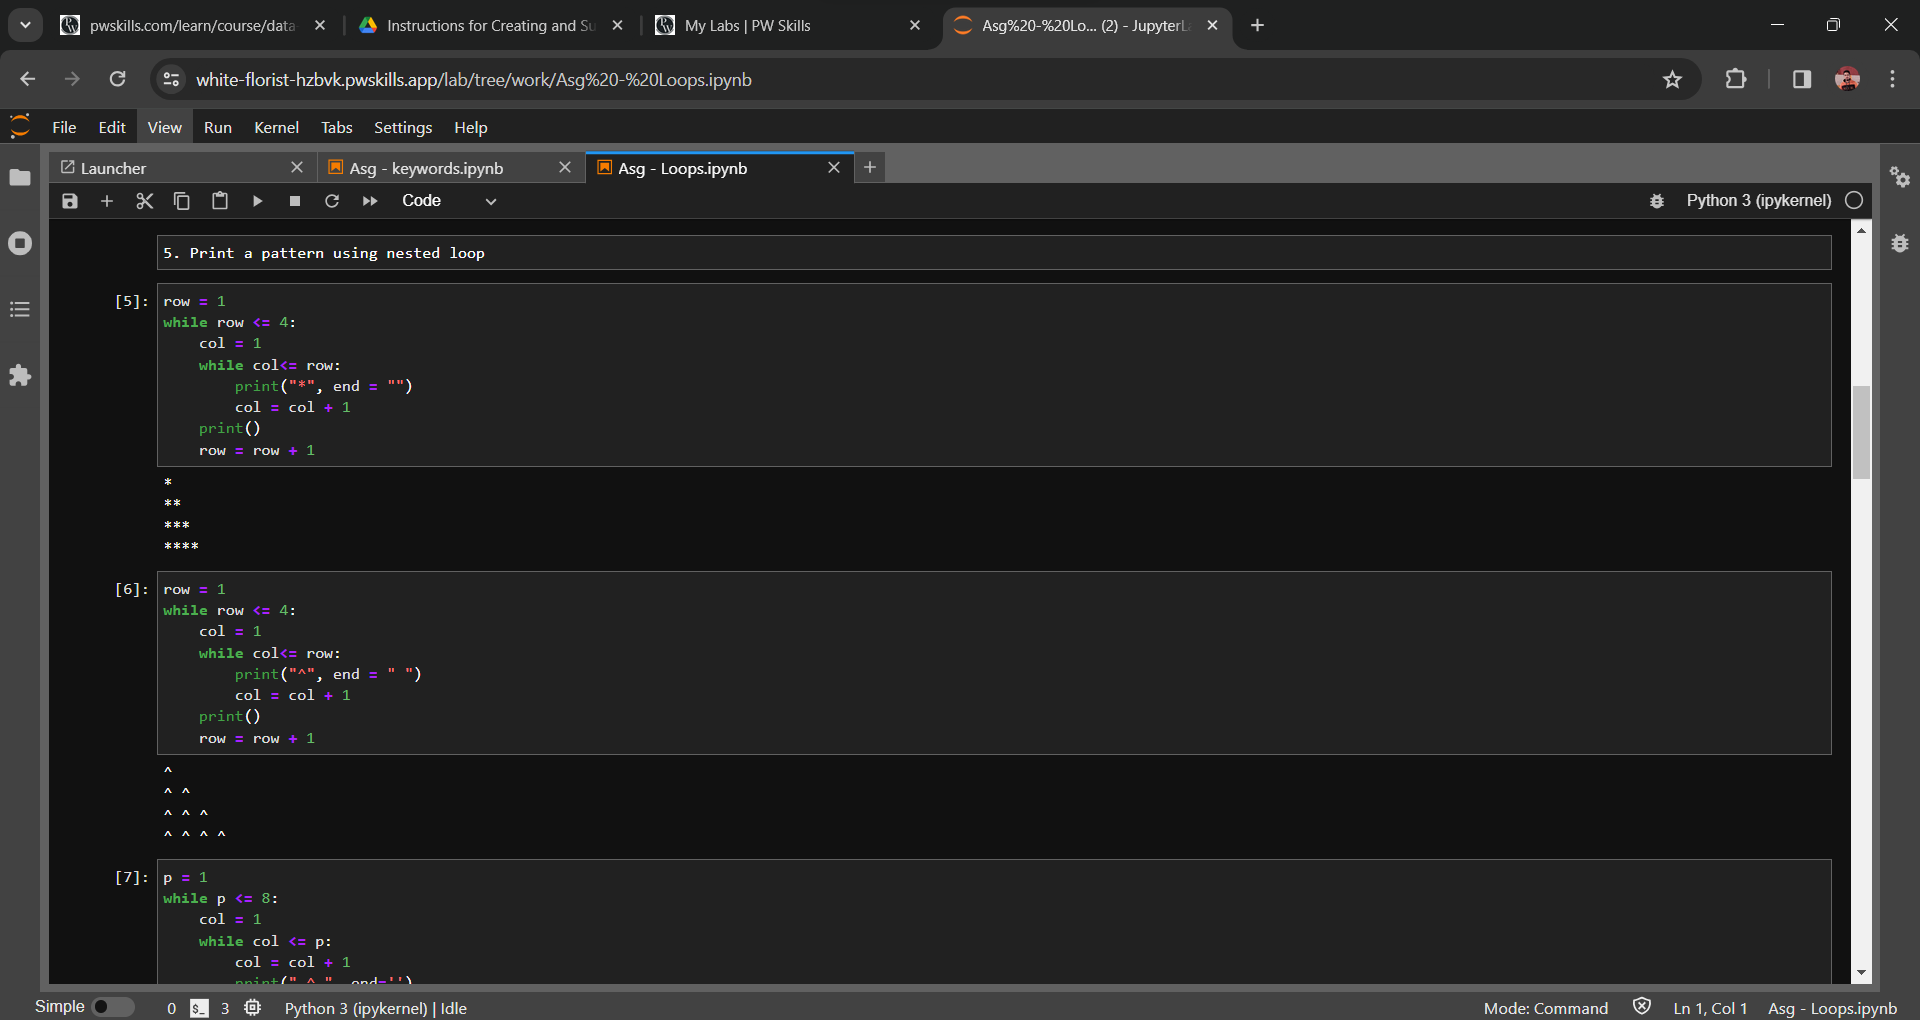 pwskills.com/learn/course/data-
Instructions for Creating and Su
My Labs | PW Skills
Asg%20-%20Lo... (2) - JupyterLa
white-florist-hzbvk.pwskills.app/lab/tree/work/Asg%20-%20Loops.ipynb
File Edit View Run Kernel Tabs Settings Help
Launcher
Asg - keywords.ipynb
Asg - Loops.ipynb
Code
Python 3 (ipykernel)
5. Print a pattern using nested loop
[5]:
row = 1
while row <= 4:
    col = 1
    while col<= row:
        print("*", end = "")
        col = col + 1
    print()
    row = row + 1
*
**
***
****
[6]:
row = 1
while row <= 4:
    col = 1
    while col<= row:
        print("^", end = " ")
        col = col + 1
    print()
    row = row + 1
^
^ ^
^ ^ ^
^ ^ ^ ^
[7]:
p = 1
while p <= 8:
    col = 1
    while col <= p:
        col = col + 1
        print(" ^ ", end='')
Simple 0 $_ 3 Python 3 (ipykernel) | Idle
Mode: Command Ln 1, Col 1 Asg - Loops.ipynb